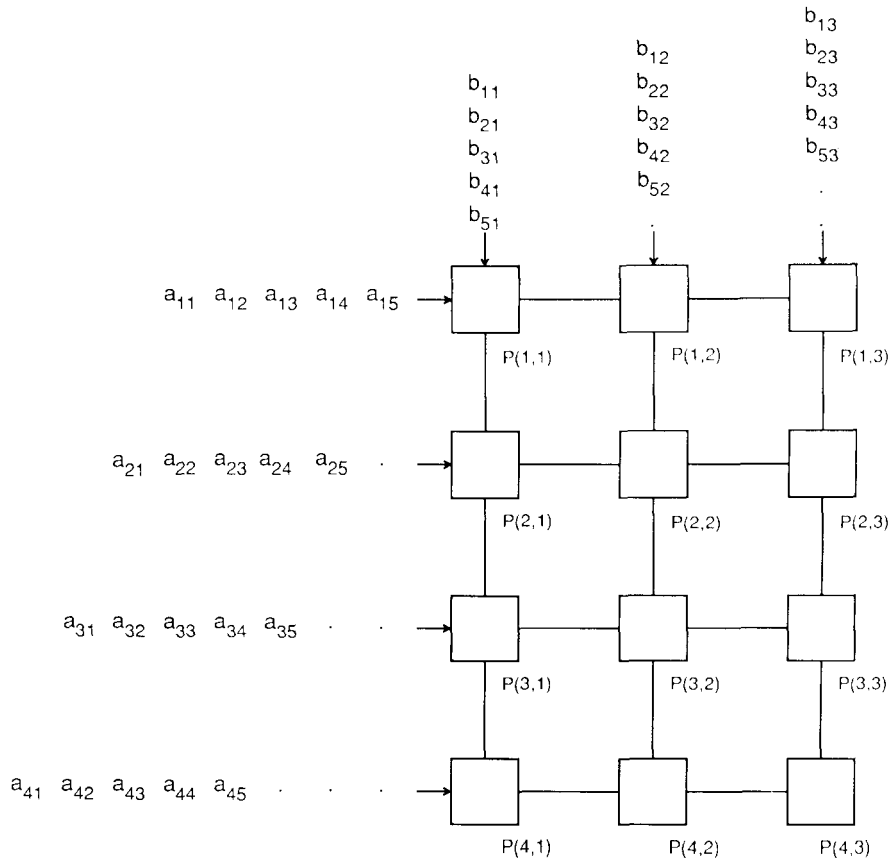 b13
b12 b23
b11 b22 b33
b21 b32 b43
b31 b42 b53
b41 b52 .
b51 . .
a11 a12 a13 a14 a15
P(1,1) P(1,2) P(1,3)
a21 a22 a23 a24 a25 .
P(2,1) P(2,2) P(2,3)
a31 a32 a33 a34 a35 . .
P(3,1) P(3,2) P(3,3)
a41 a42 a43 a44 a45 . . .
P(4,1) P(4,2) P(4,3)